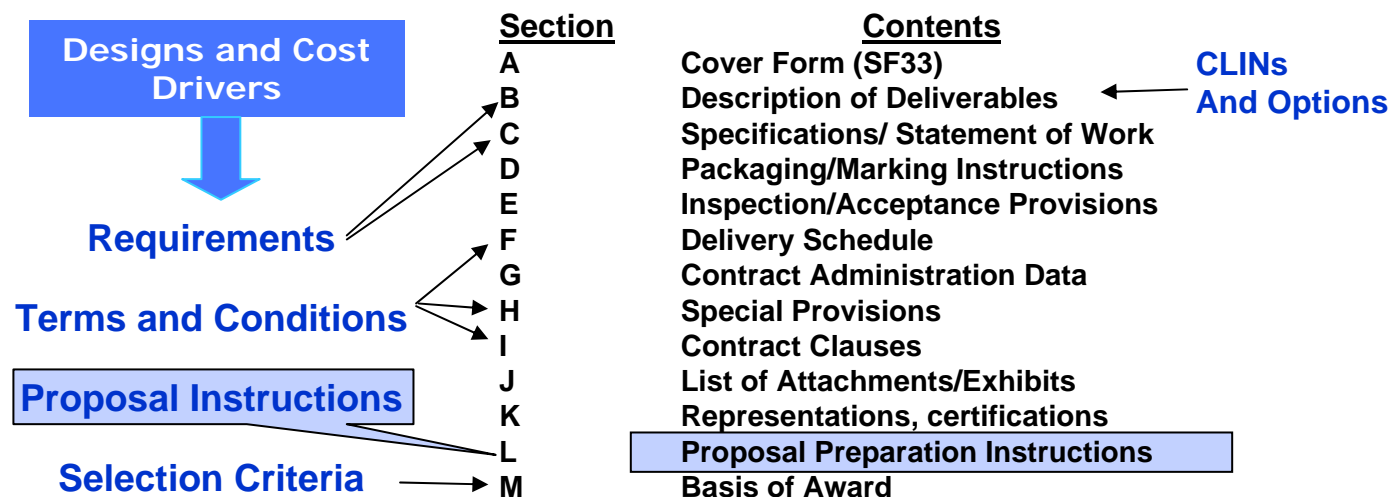 Designs and Cost
Drivers
Requirements
Terms and Conditions
Proposal Instructions
Selection Criteria
Section Contents
A Cover Form (SF33)
B Description of Deliverables
C Specifications/ Statement of Work
D Packaging/Marking Instructions
E Inspection/Acceptance Provisions
F Delivery Schedule
G Contract Administration Data
H Special Provisions
I Contract Clauses
J List of Attachments/Exhibits
K Representations, certifications
L Proposal Preparation Instructions
M Basis of Award
CLINs
And Options